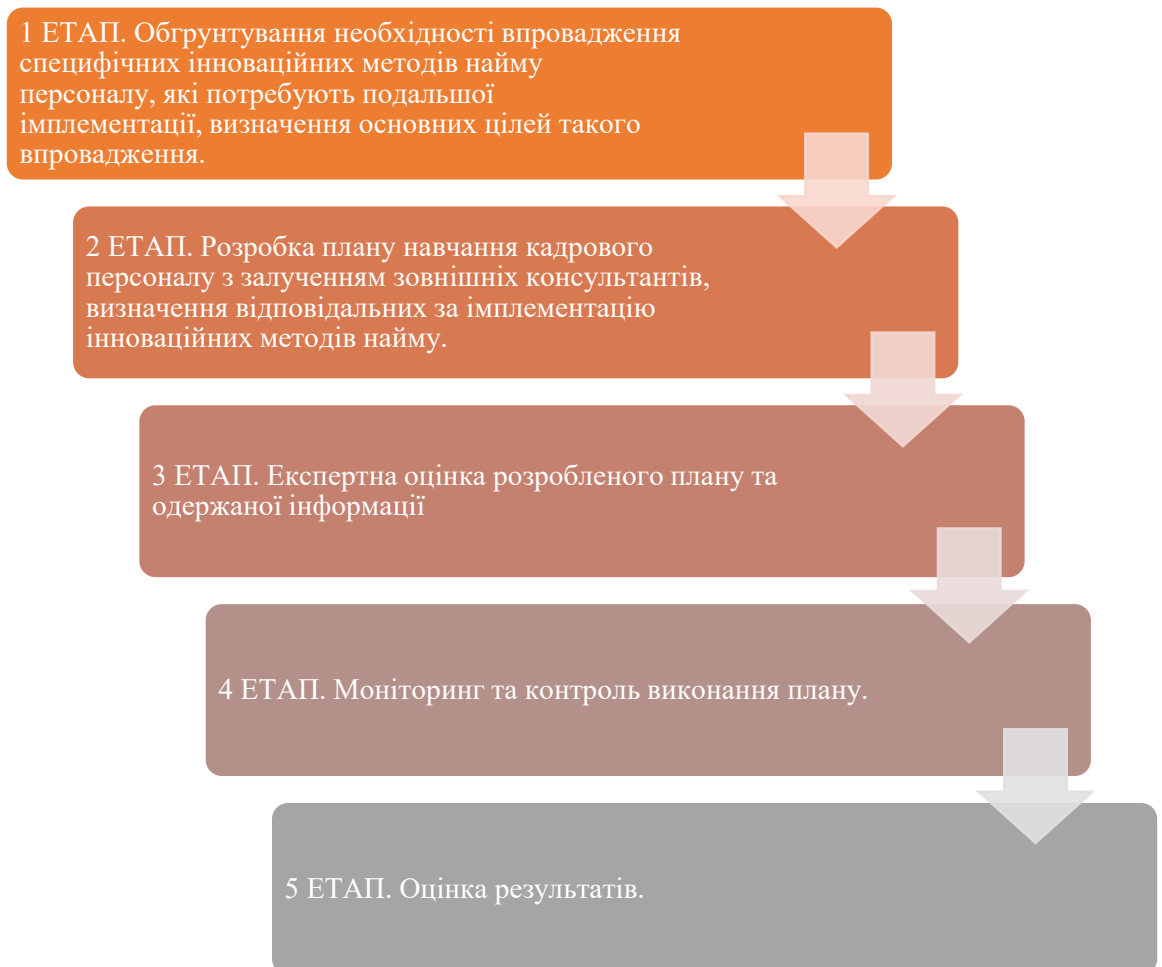 1 ЕТАП. Обгрунтування необхідності впровадження
специфічних інноваційних методів найму
персоналу, які потребують подальшої
імплементації, визначення основних цілей такого
впровадження.
2 ЕТАП. Розробка плану навчання кадрового
персоналу з залученням зовнішніх консультантів,
визначення відповідальних за імплементацію
інноваційних методів найму.
3 ЕТАП. Експертна оцінка розробленого плану та
одержаної інформації
4 ЕТАП. Моніторинг та контроль виконання плану.
5 ЕТАП. Оцінка результатів.